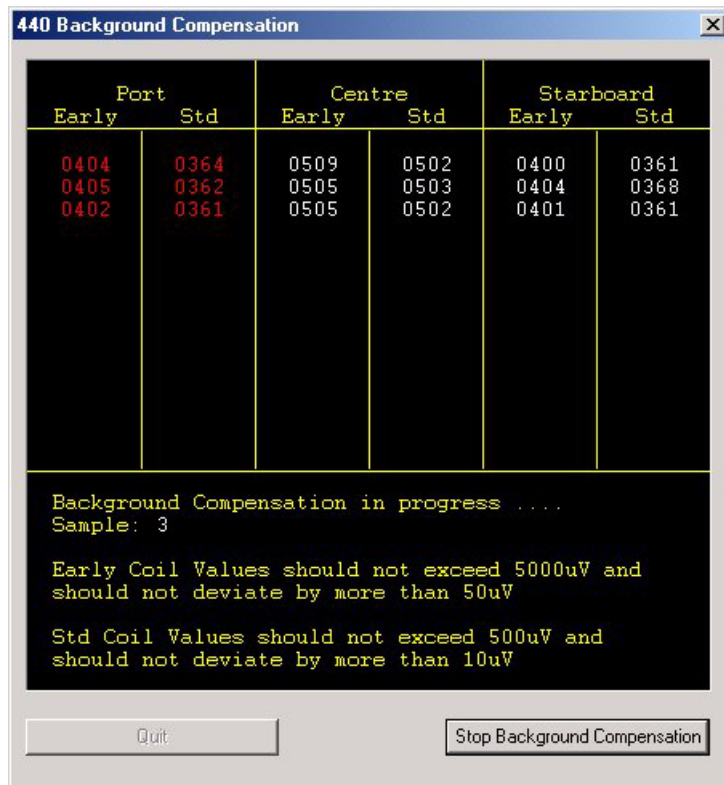 440 Background Compensation
Port Centre Starboard
Early Std Early Std Early Std
0404 0364 0509 0502 0400 0361
0405 0362 0505 0503 0404 0368
0402 0361 0505 0502 0401 0361
Background Compensation in progress ....
Sample: 3
Early Coil Values should not exceed 5000uV and
should not deviate by more than 50uV
Std Coil Values should not exceed 500uV and
should not deviate by more than 10uV
Quit Stop Background Compensation